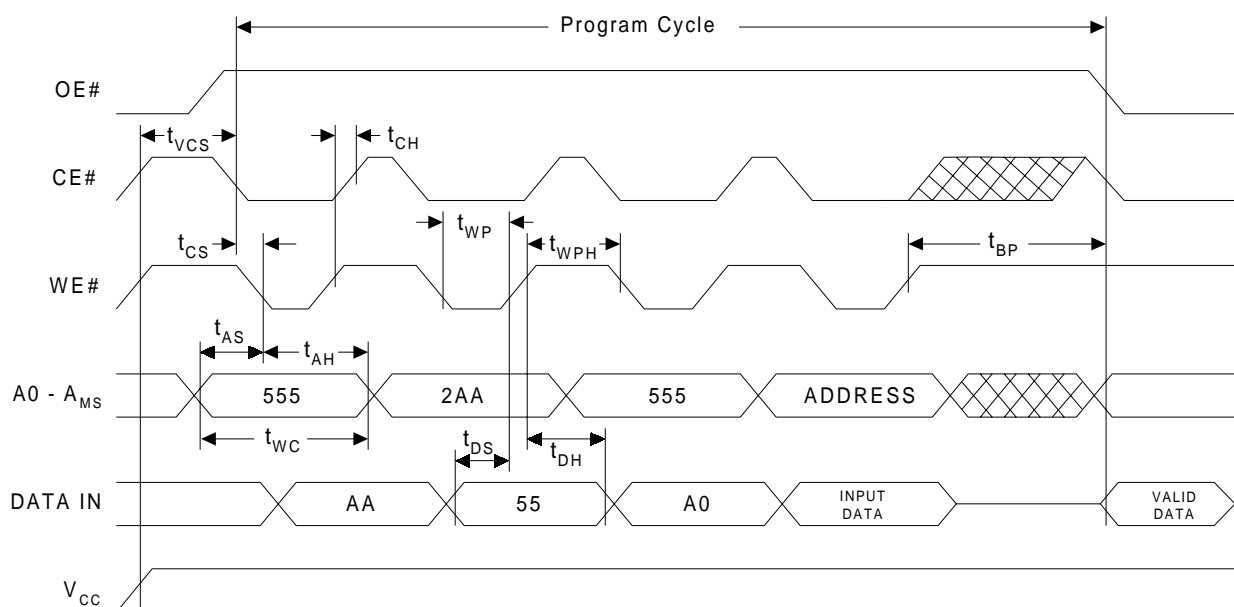 Program Cycle
OE#
tVCS
tCH
CE#
tWP
tCS
tWPH
tBP
WE#
tAS
tAH
A0 - AMS
555
2AA
555
ADDRESS
tWC
tDS
tDH
DATA IN
AA
55
A0
INPUT DATA
VALID DATA
VCC